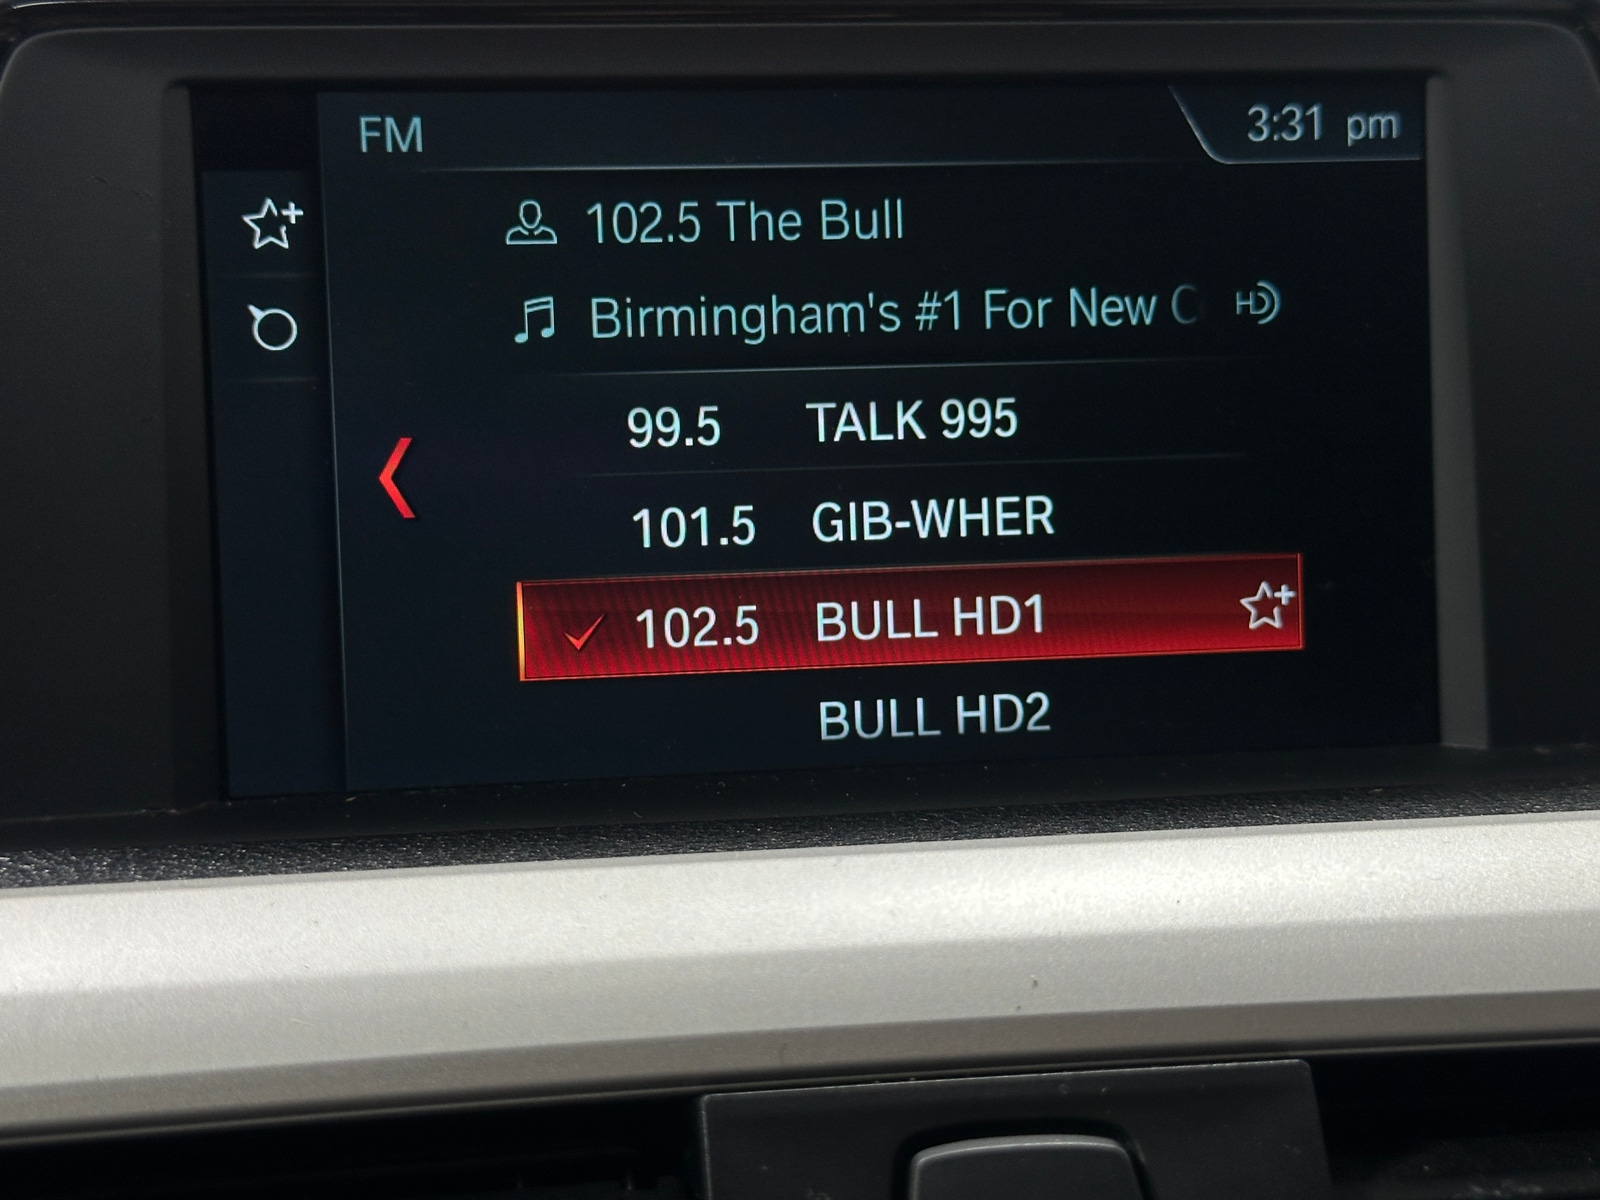 FM
3:31 pm
102.5 The Bull
Birmingham's #1 For New C
HD
99.5 TALK 995
101.5 GIB-WHER
102.5 BULL HD1
BULL HD2